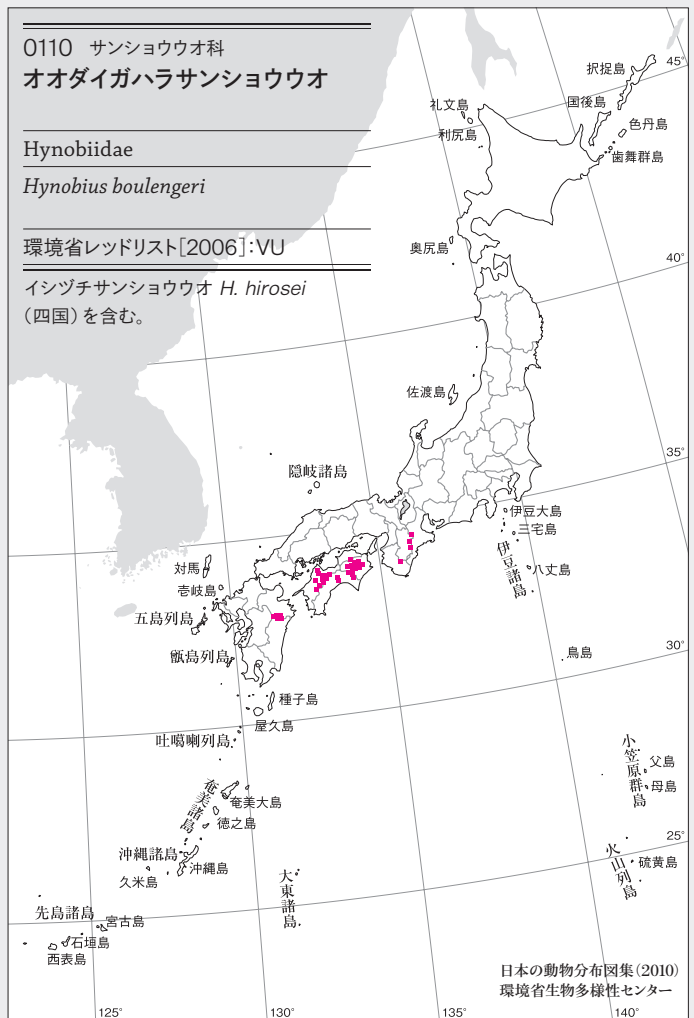 0110 サンショウウオ科
オオダイガハラサンショウウオ
Hynobiidae
Hynobius boulengeri
環境省レッドリスト[2006]:VU
イシヅチサンショウウオ H. hirosei
（四国）を含む。
択捉島
45°
礼文島
国後島
色丹島
利尻島
歯舞群島
奥尻島
40°
佐渡島
35°
隠岐諸島
伊豆大島
三宅島
伊豆諸島
八丈島
対馬
壱岐島
五島列島
甑島列島
鳥島
30°
種子島
屋久島
吐噶喇列島
小笠原群島
父島
母島
奄美諸島
奄美大島
徳之島
25°
沖縄諸島
沖縄島
久米島
大東諸島
火山列島
硫黄島
先島諸島
宮古島
石垣島
西表島
日本の動物分布図集(2010)
環境省生物多様性センター
125°
130°
135°
140°